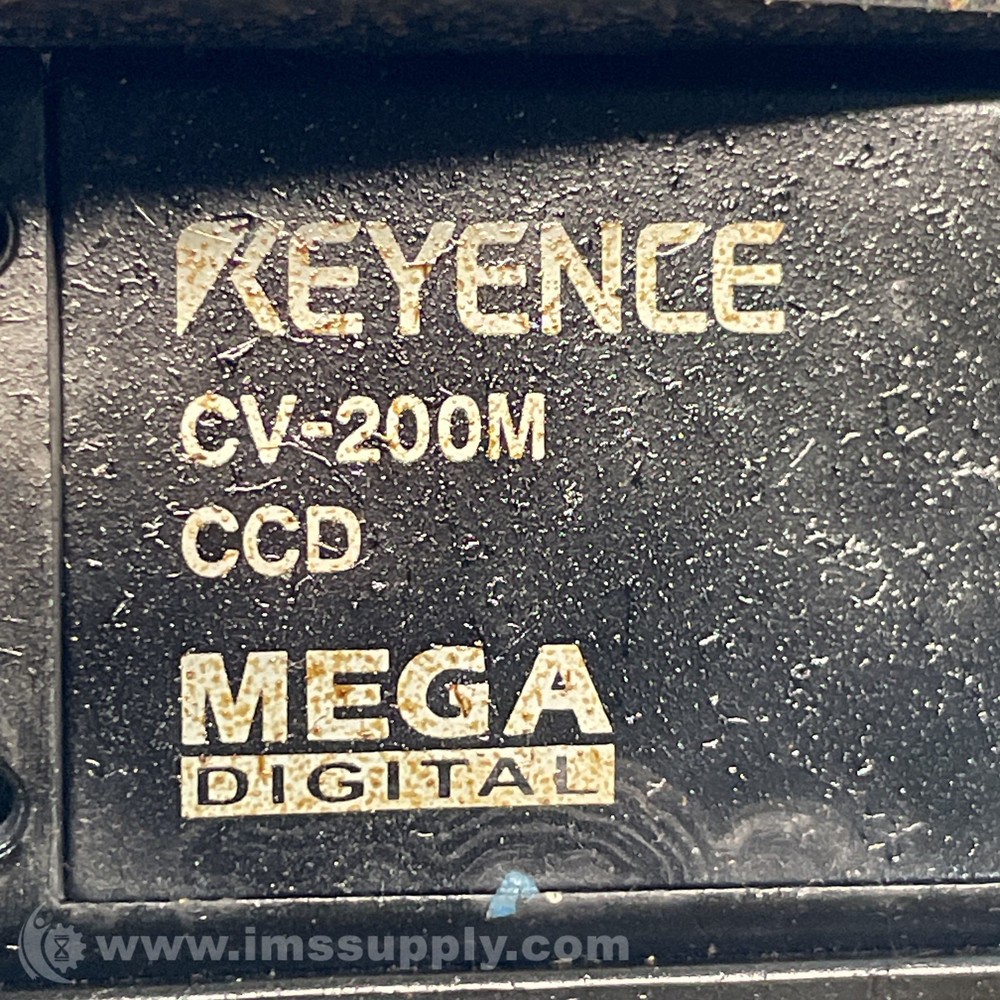 KEYENCE
CV-200M
CCD
MEGA
DIGITAL
www.imssupply.com